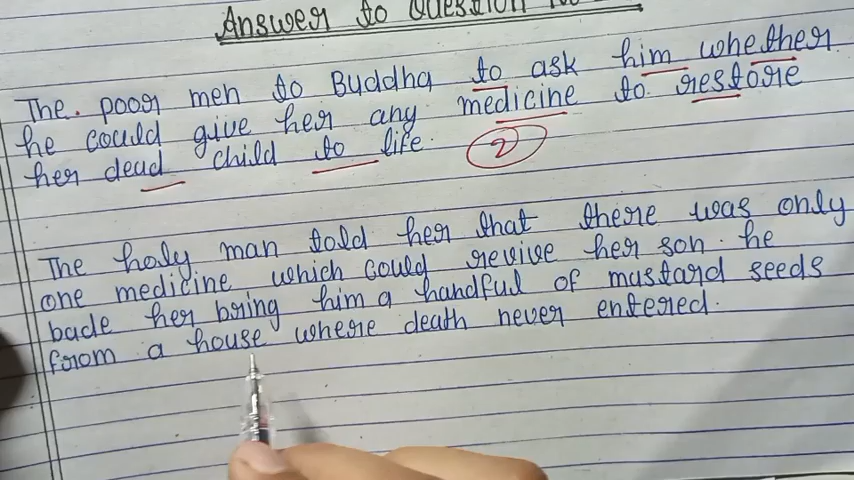 Answer to Question No
The. poor men to Buddha to ask him whether
he could give her any medicine to restore
her dead child to life.
2
The holy man told her that there was only
one medicine which could revive her son. he
bade her bring him a handful of mustard seeds
from a house where death never entered.